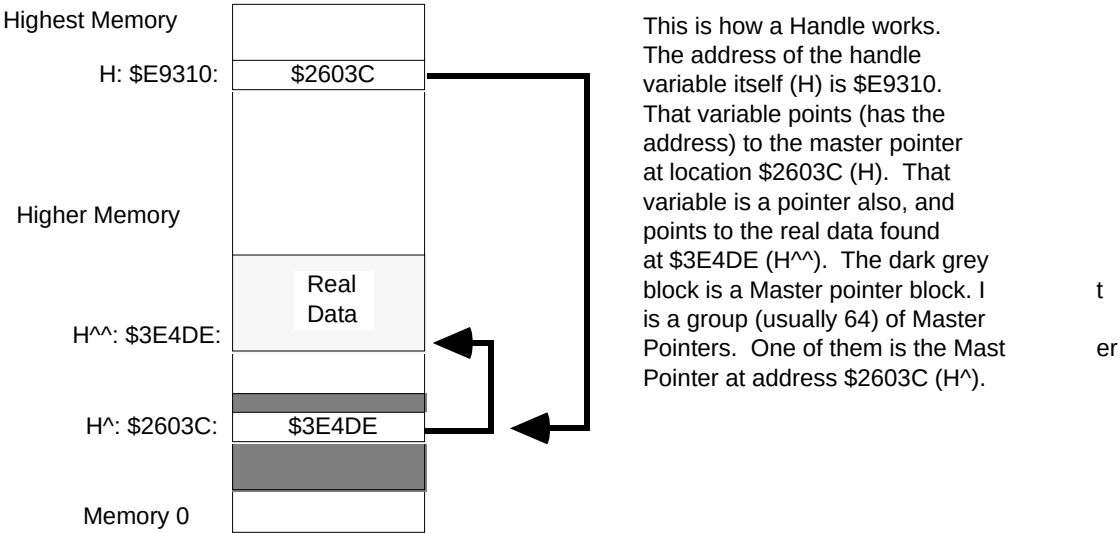 Highest Memory
H: $E9310:
$2603C
Higher Memory
Real
Data
H^^: $3E4DE:
H^: $2603C:
$3E4DE
Memory 0
This is how a Handle works.
The address of the handle
variable itself (H) is $E9310.
That variable points (has the
address) to the master pointer
at location $2603C (H).  That
variable is a pointer also, and
points to the real data found
at $3E4DE (H^^).  The dark grey
block is a Master pointer block. I t
is a group (usually 64) of Master
Pointers.  One of them is the Mast er
Pointer at address $2603C (H^).